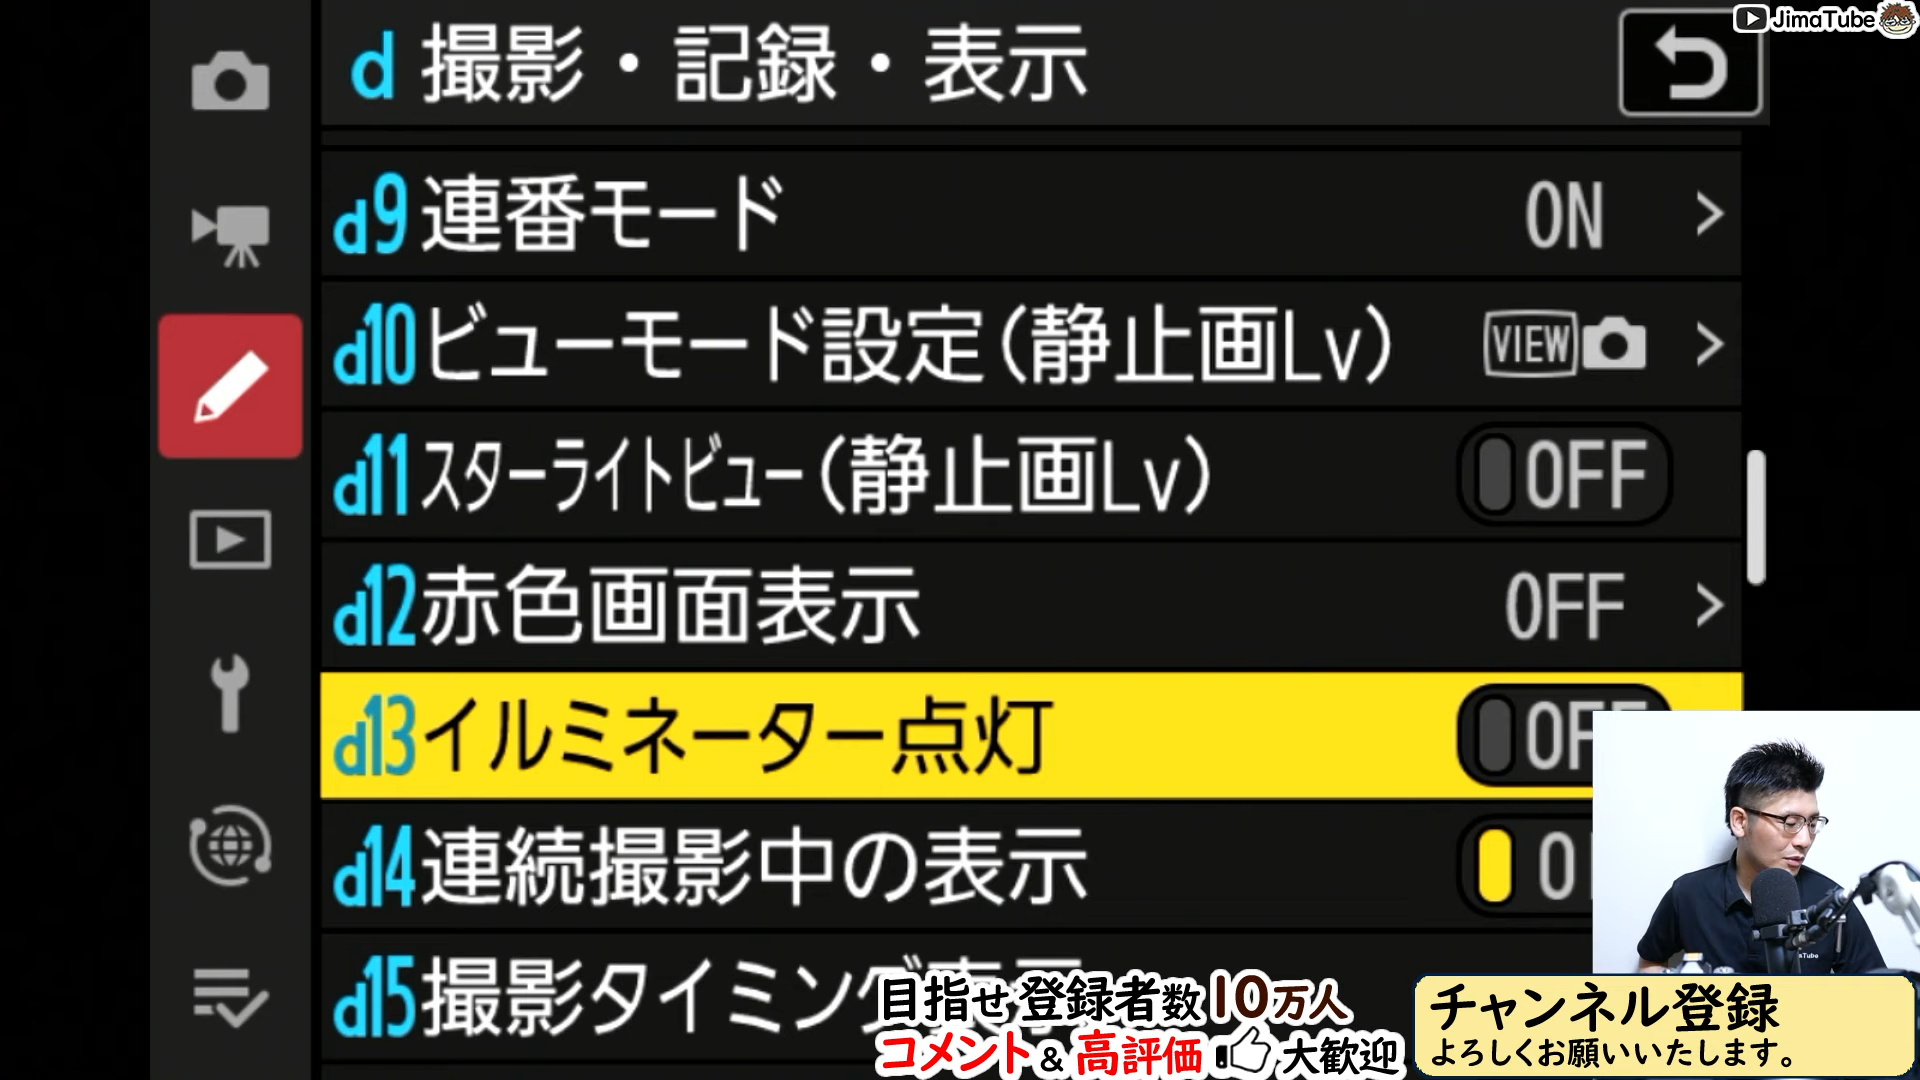 JimaTube
d 撮影・記録・表示
d9 連番モード ON
d10 ビューモード設定(静止画Lv) VIEW
d11 スターライトビュー(静止画Lv) OFF
d12 赤色画面表示 OFF
d13 イルミネーター点灯
d14 連続撮影中の表示
d15 撮影タイミング表示
目指せ登録者数10万人
コメント&高評価 大歓迎
チャンネル登録
よろしくお願いいたします。